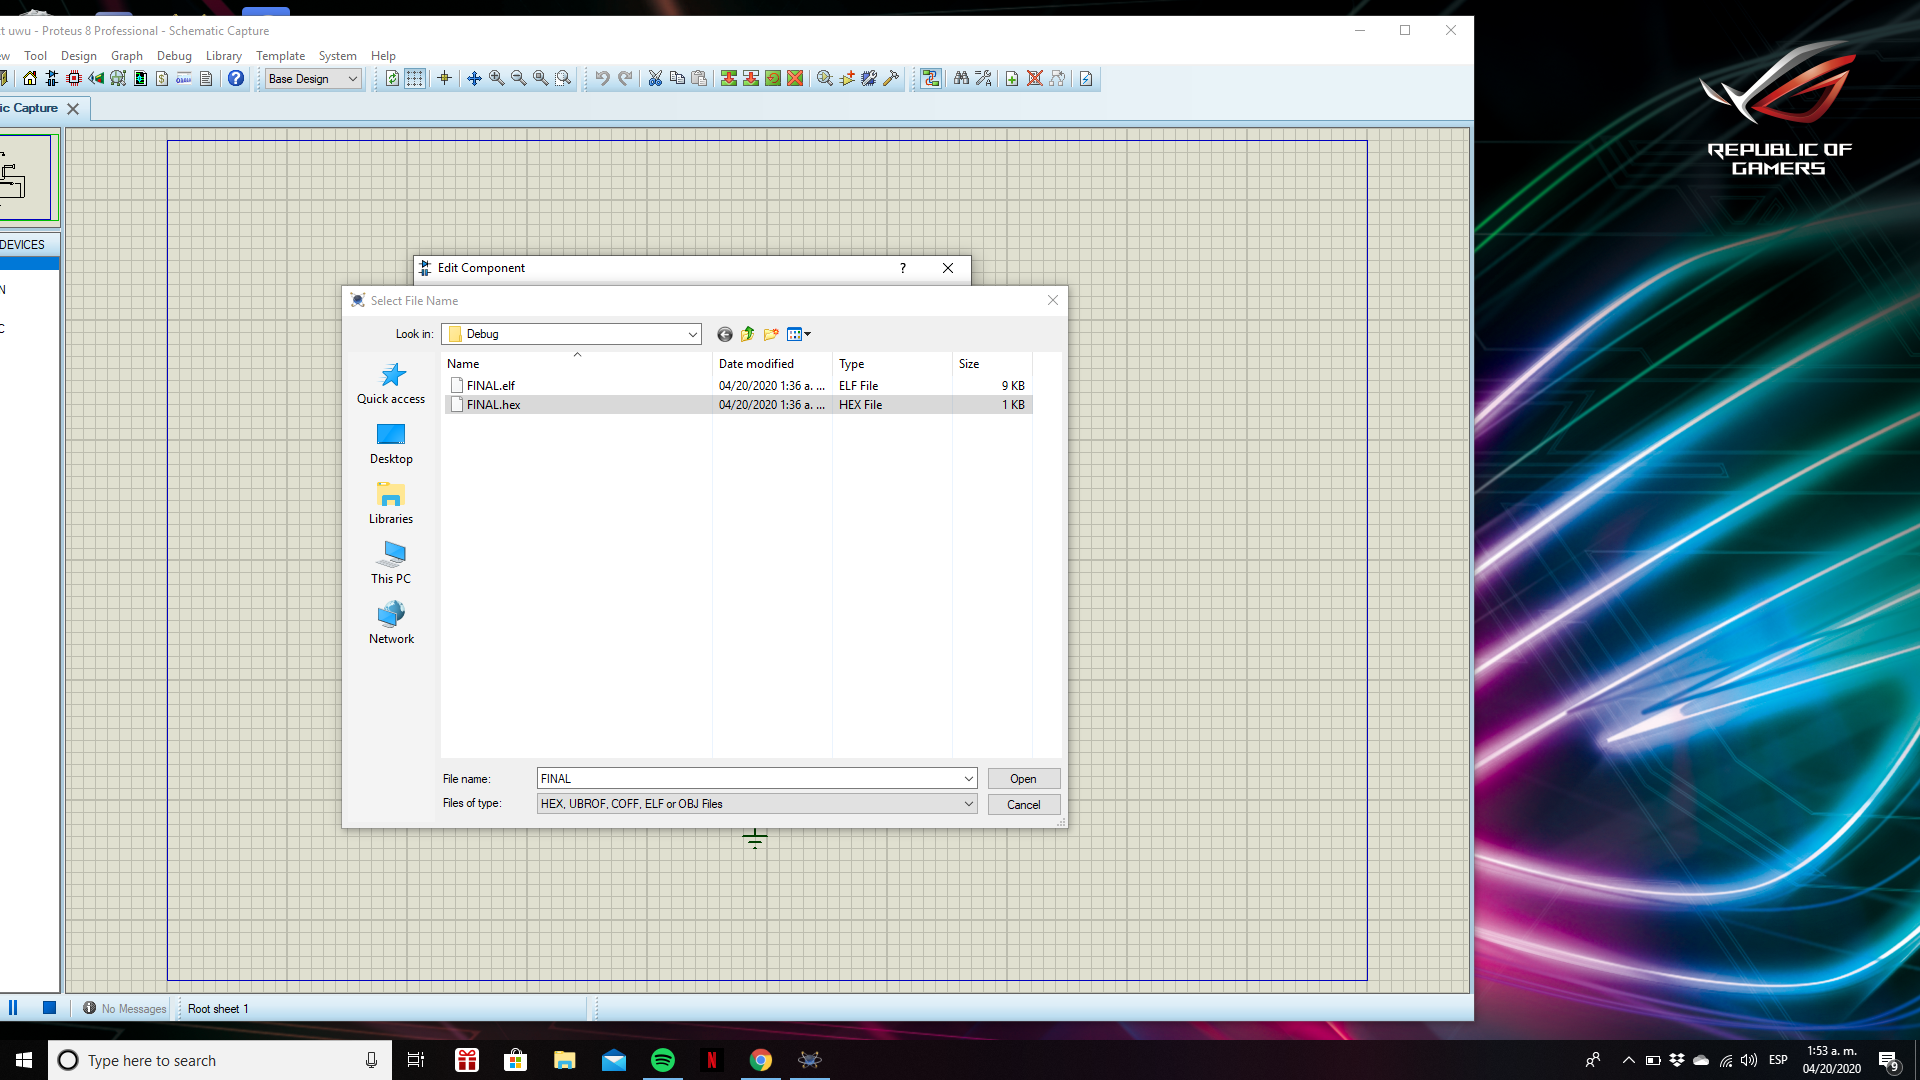 t uwu - Proteus 8 Professional - Schematic Capture
ew Tool Design Graph Debug Library Template System Help
Base Design
ic Capture
REPUBLIC OF
GAMERS
DEVICES
N
C
Edit Component
Select File Name
Look in: Debug
Name Date modified Type Size
FINAL.elf 04/20/2020 1:36 a. ... ELF File 9 KB
FINAL.hex 04/20/2020 1:36 a. ... HEX File 1 KB
Quick access
Desktop
Libraries
This PC
Network
File name: FINAL Open
Files of type: HEX, UBROF, COFF, ELF or OBJ Files Cancel
No Messages Root sheet 1
Type here to search
ESP
1:53 a. m.
04/20/2020
9